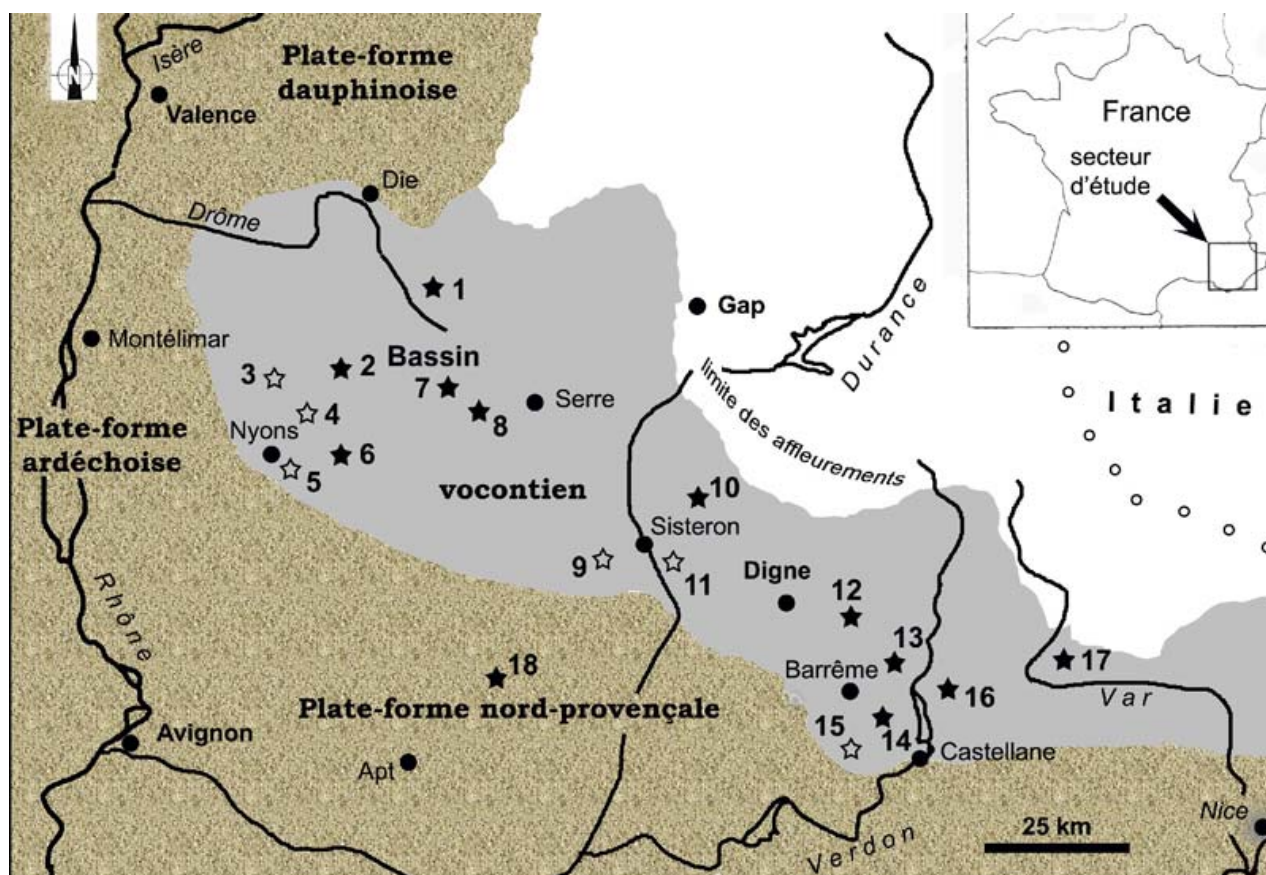 N
Isère
Valence
Plate-forme
dauphinoise
France
secteur
d'étude
Die
Drôme
1
Gap
Durance
Montélimar
Bassin
2
3
7
8
Serre
limite des affleurements
Italie
4
Plate-forme
ardéchoise
Nyons
5
6
vocontien
10
Sisteron
9
11
Digne
12
Rhône
13
18
Barrême
16
17
Var
Plate-forme nord-provençale
15
14
Avignon
Apt
Castellane
25 km
Nice
Verdon